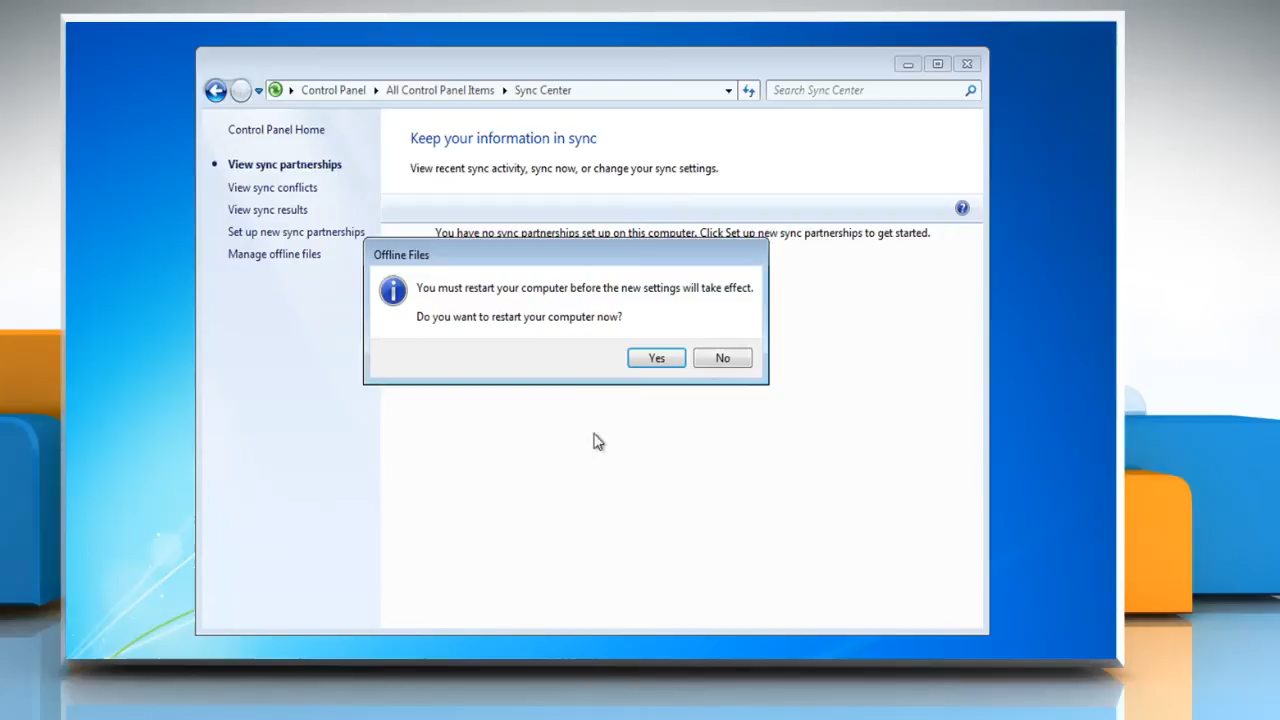 Control Panel
All Control Panel Items
Sync Center
Search Sync Center
Control Panel Home
View sync partnerships
View sync conflicts
View sync results
Set up new sync partnerships
Manage offline files
Keep your information in sync
View recent sync activity, sync now, or change your sync settings.
You have no sync partnerships set up on this computer. Click Set up new sync partnerships to get started.
Offline Files
You must restart your computer before the new settings will take effect.
Do you want to restart your computer now?
Yes
No